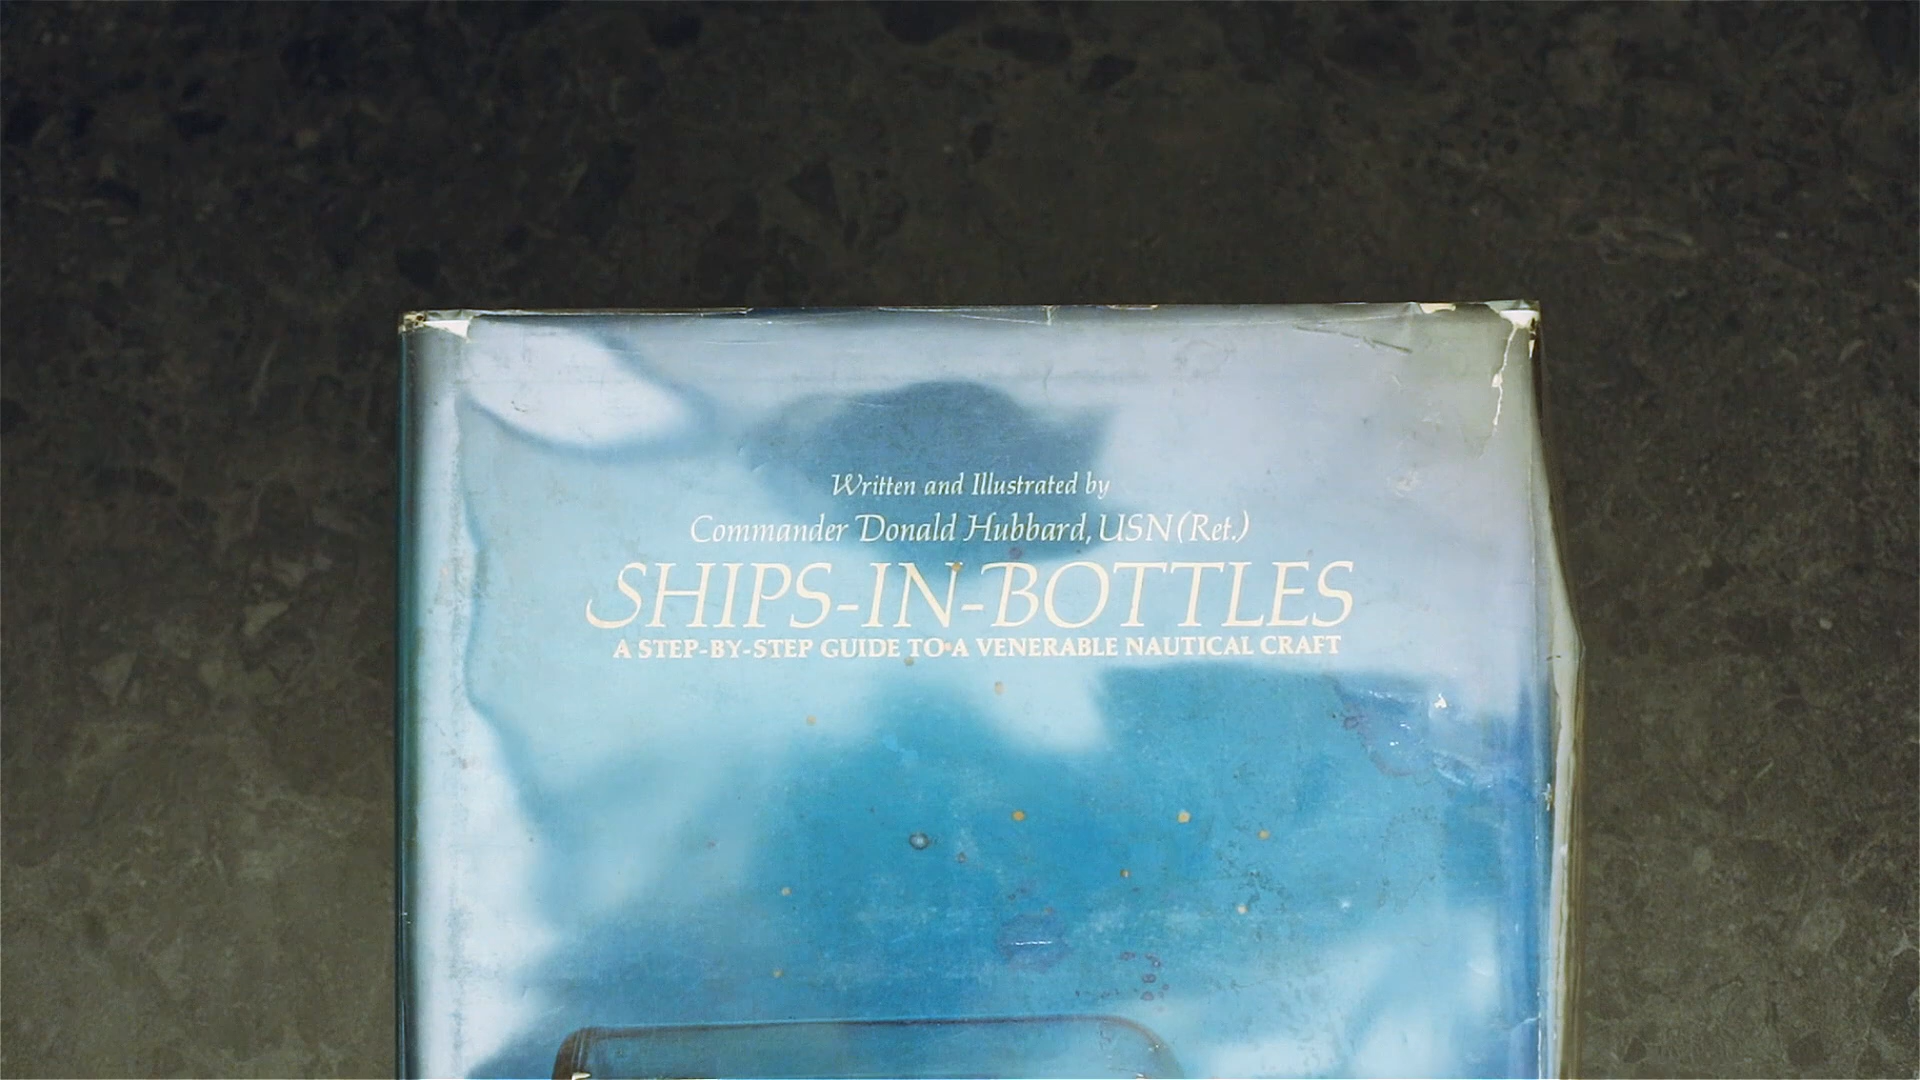 Written and Illustrated by
Commander Donald Hubbard, USN (Ret.)
SHIPS-IN-BOTTLES
A STEP-BY-STEP GUIDE TO A VENERABLE NAUTICAL CRAFT